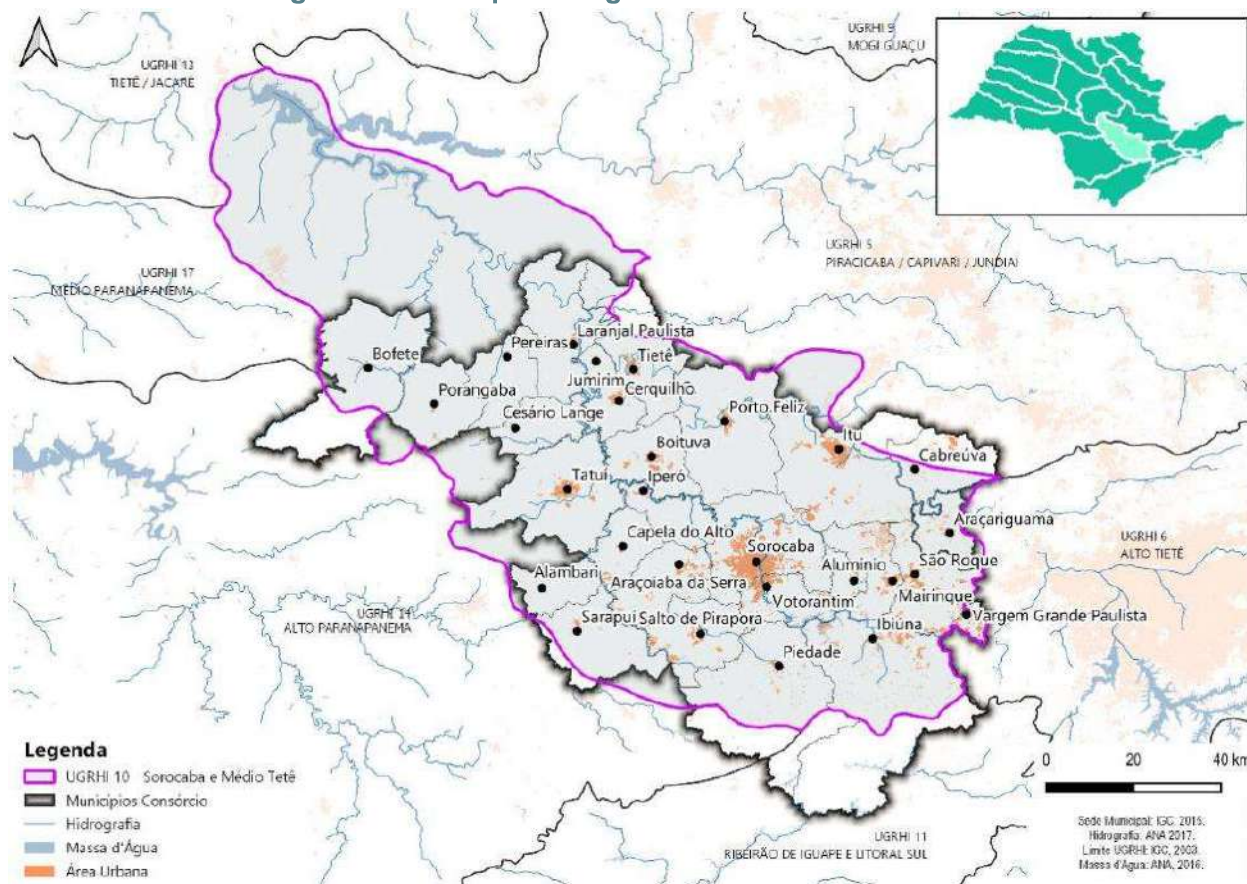 UGRHI 9
MOGI GUAÇU
UGRHI 13
TIETÊ / JACARÉ
UGRHI 5
PIRACICABA / CAPIVARI / JUNDIAÍ
UGRHI 17
MÉDIO PARANAPANEMA
Laranjal Paulista
Pereiras
Bofete
Tietê
Jumirim
Cerquilho
Porangaba
Cesário Lange
Porto Feliz
Itu
Boituva
Cabreúva
Tatuí
Iperó
Araçariguama
Capela do Alto
Sorocaba
UGRHI 6
ALTO TIETÊ
São Roque
Alambari
Araçoiaba da Serra
Alumínio
Votorantim
Mairinque
UGRHI 14
ALTO PARANAPANEMA
Vargem Grande Paulista
Sarapuí
Salto de Pirapora
Ibiúna
Piedade
Legenda
UGRHI 10 Sorocaba e Médio Tetê
Municípios Consórcio
Hidrografia
Massa d'Água
Área Urbana
0 20 40 km
Sede Municipal: IGC, 2015.
Hidrografia: ANA 2017.
Limite UGRHI: IGC, 2003.
Massa d'Água: ANA, 2016.
UGRHI 11
RIBEIRÃO DE IGUAPE E LITORAL SUL